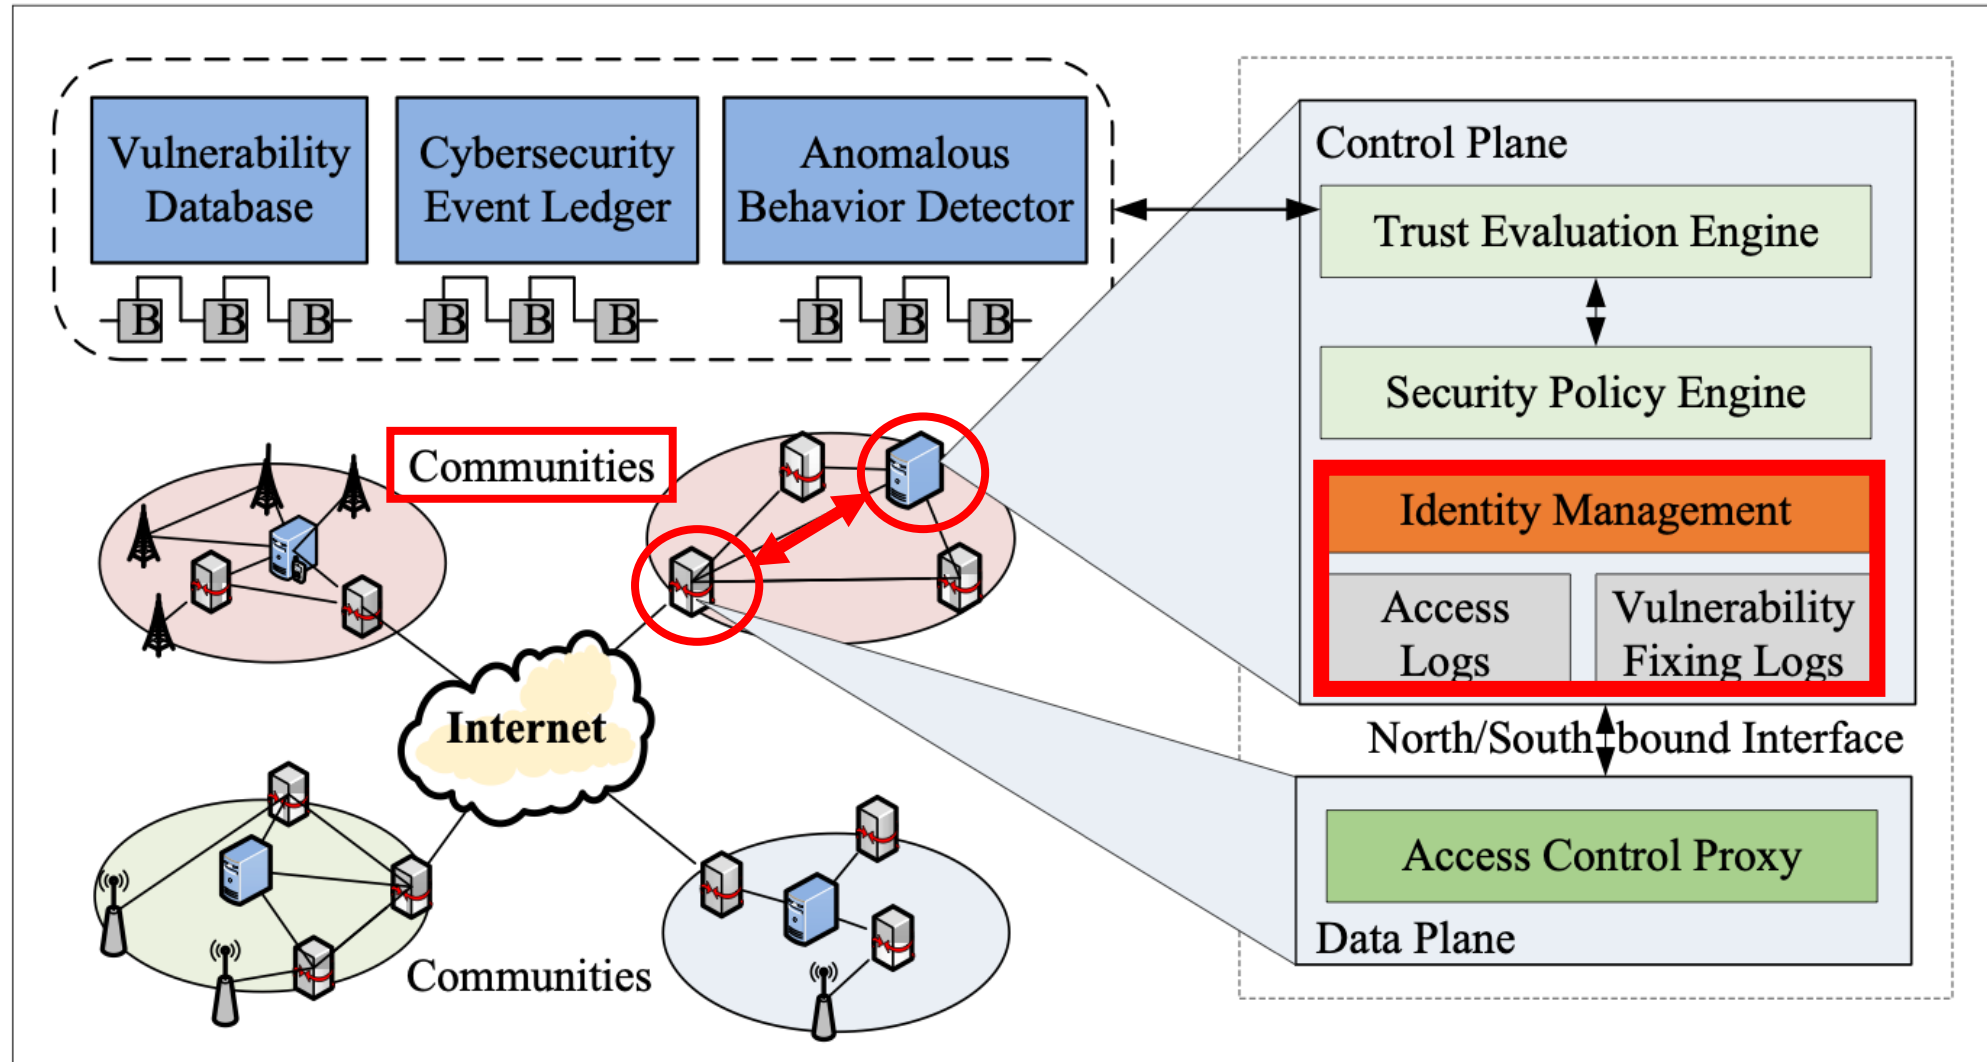 Vulnerability
Database
Cybersecurity
Event Ledger
Anomalous
Behavior Detector
B B B
B B B
B B B
Control Plane
Trust Evaluation Engine
Security Policy Engine
Identity Management
Access
Logs
Vulnerability
Fixing Logs
North/South bound Interface
Access Control Proxy
Data Plane
Communities
Internet
Communities